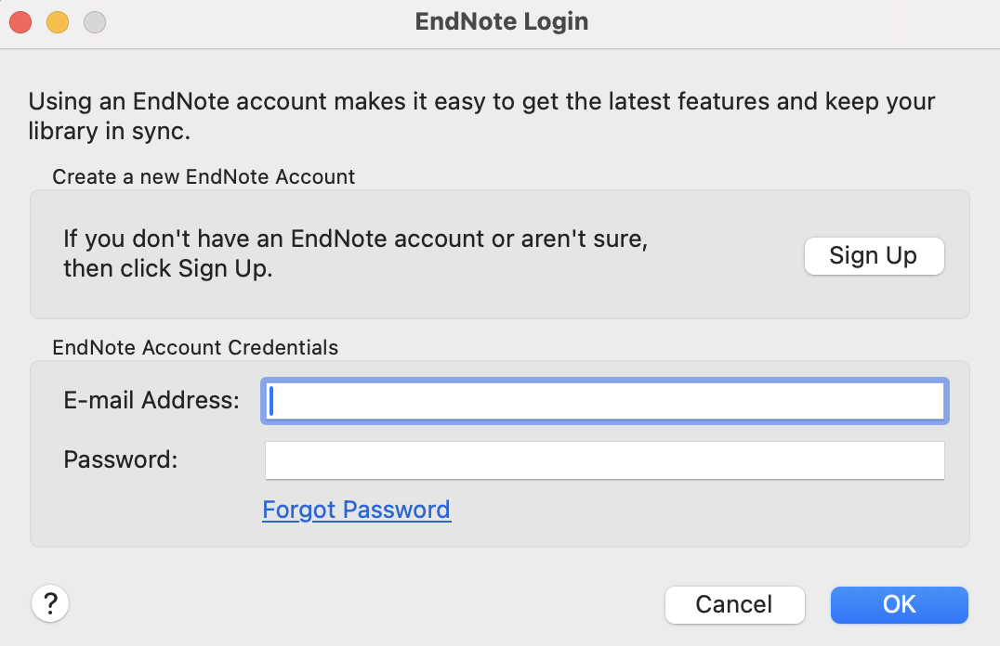 EndNote Login
Using an EndNote account makes it easy to get the latest features and keep your
library in sync.
Create a new EndNote Account
If you don't have an EndNote account or aren't sure,
then click Sign Up.
Sign Up
EndNote Account Credentials
E-mail Address:
Password:
Forgot Password
?
Cancel
OK